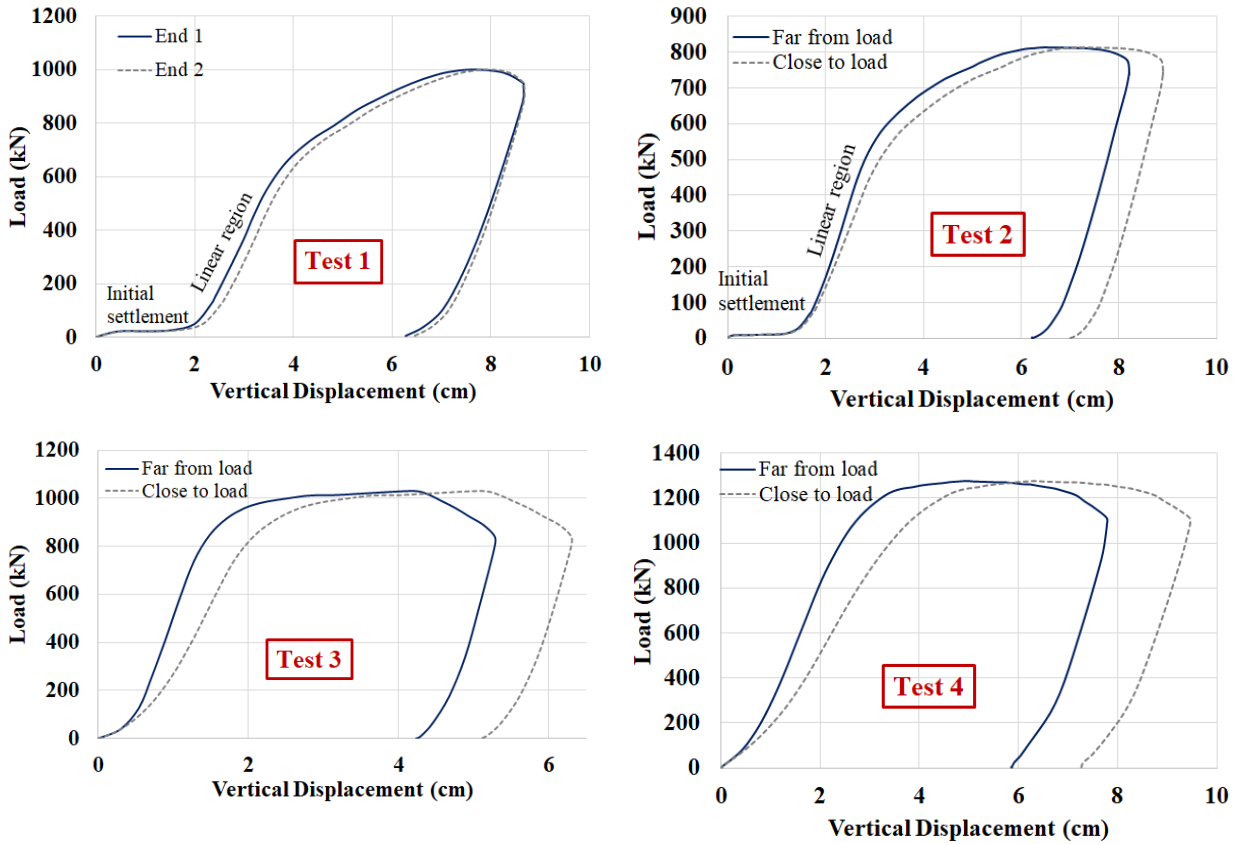 1200
1000
800
600
400
200
0
Load (kN)
End 1
End 2
Linear region
Initial
settlement
Test 1
0 2 4 6 8 10
Vertical Displacement (cm)
900
800
700
600
500
400
300
200
100
0
Load (kN)
Far from load
Close to load
Linear region
Initial
settlement
Test 2
0 2 4 6 8 10
Vertical Displacement (cm)
1200
1000
800
600
400
200
0
Load (kN)
Far from load
Close to load
Test 3
0 2 4 6
Vertical Displacement (cm)
1400
1200
1000
800
600
400
200
0
Load (kN)
Far from load
Close to load
Test 4
0 2 4 6 8 10
Vertical Displacement (cm)